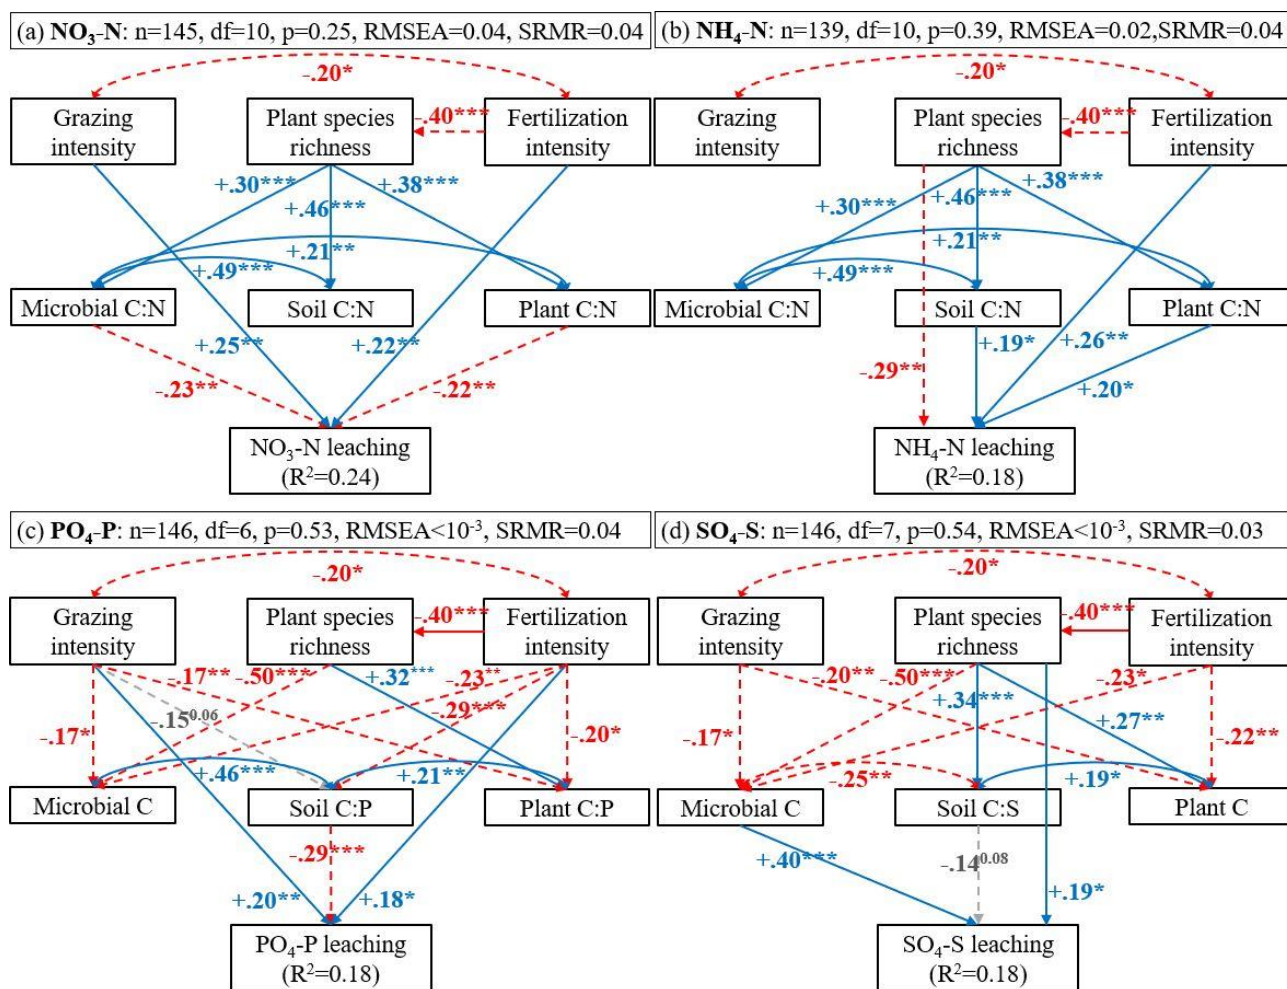 (a) NO₃-N: n=145, df=10, p=0.25, RMSEA=0.04, SRMR=0.04
-.20*
Grazing
intensity
Plant species
richness
-.40***
Fertilization
intensity
+.30***
+.38***
+.46***
+.21**
+.49***
Microbial C:N
Soil C:N
Plant C:N
+.25**
+.22**
-.23**
-.22**
NO₃-N leaching
(R²=0.24)
(b) NH₄-N: n=139, df=10, p=0.39, RMSEA=0.02,SRMR=0.04
-.20*
Grazing
intensity
Plant species
richness
-.40***
Fertilization
intensity
+.30***
+.46***
+.38***
+.21**
+.49***
Microbial C:N
Soil C:N
Plant C:N
+.19*
+.26**
-.29**
+.20*
NH₄-N leaching
(R²=0.18)
(c) PO₄-P: n=146, df=6, p=0.53, RMSEA<10⁻³, SRMR=0.04
-.20*
Grazing
intensity
Plant species
richness
-.40***
Fertilization
intensity
-.17**
-.50***
+.32***
-.23**
-.15⁰·⁰⁶
-.29***
-.17*
-.20*
+.46***
+.21**
Microbial C
Soil C:P
Plant C:P
-.29***
+.20**
+.18*
PO₄-P leaching
(R²=0.18)
(d) SO₄-S: n=146, df=7, p=0.54, RMSEA<10⁻³, SRMR=0.03
-.20*
Grazing
intensity
Plant species
richness
-.40***
Fertilization
intensity
-.20**
-.50***
-.23*
+.34***
+.27**
-.17*
-.22**
-.25**
+.19*
Microbial C
Soil C:S
Plant C
+.40***
-.14⁰·⁰⁸
+.19*
SO₄-S leaching
(R²=0.18)